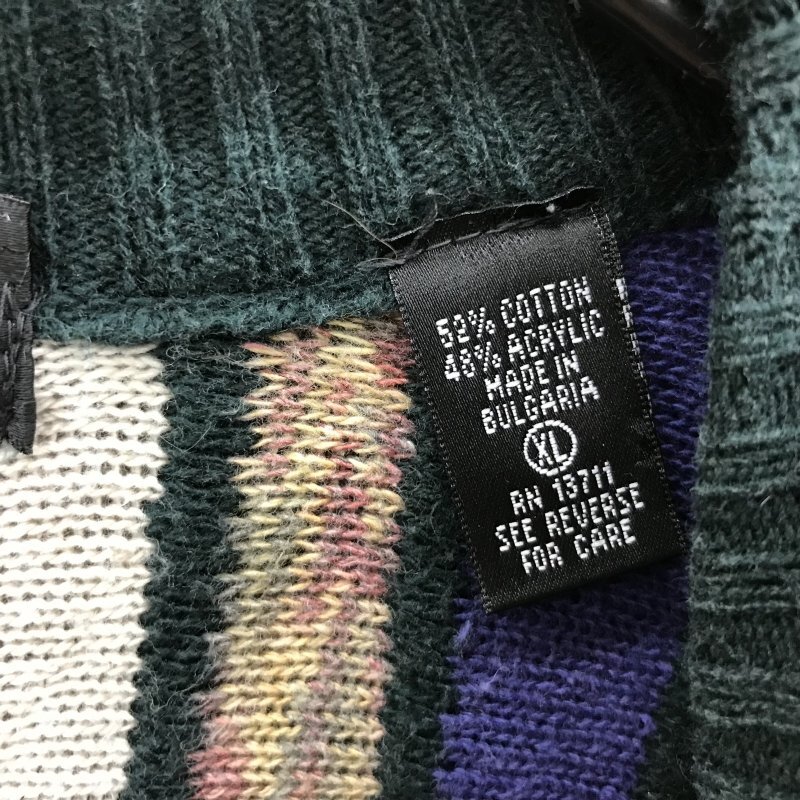 52% COTTON
48% ACRYLIC
MADE IN
BULGARIA
XL
RN 13711
SEE REVERSE
FOR CARE